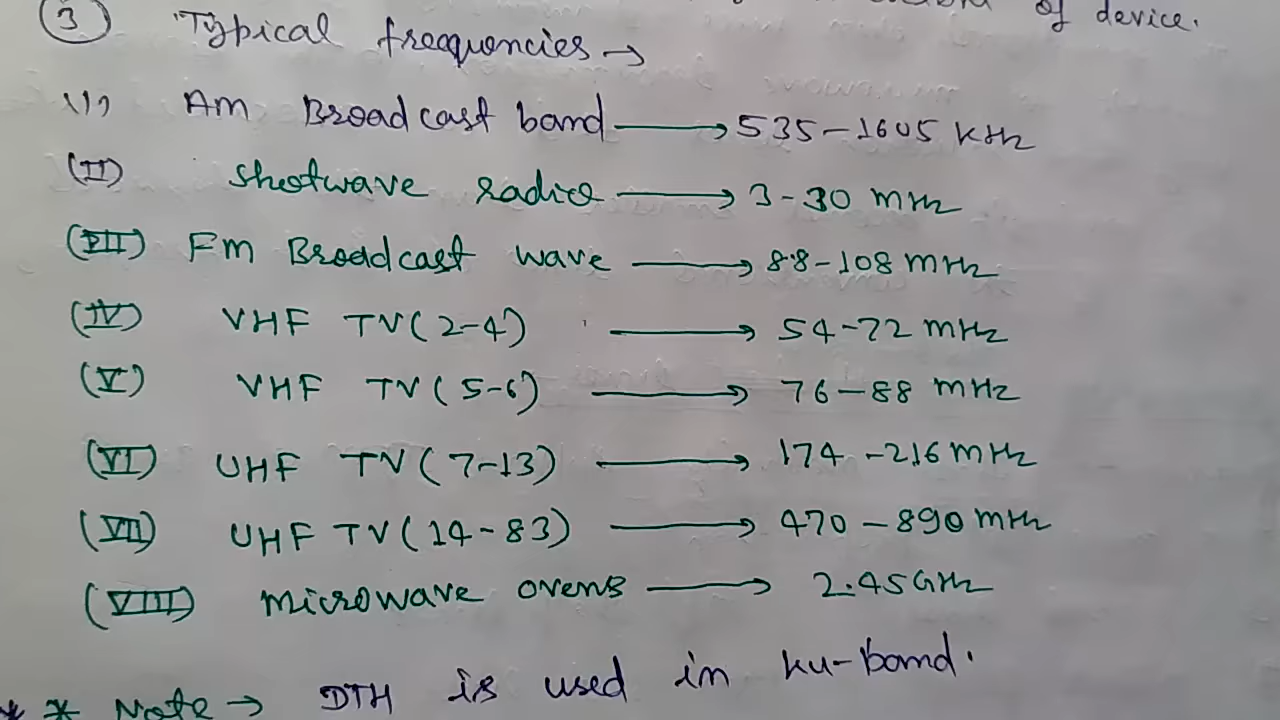 of device.
③ Typical frequencies →
(I) Am Broadcast band → 535-1605 KHz
(II) Shotwave radio → 3-30 mHz
(III) Fm Broadcast wave → 88-108 mHz
(IV) VHF TV(2-4) → 54-72 mHz
(V) VHF TV(5-6) → 76-88 mHz
(VI) UHF TV(7-13) → 174-216 mHz
(VII) UHF TV(14-83) → 470-890 mHz
(VIII) microwave ovens → 2.45 GHz
** Note → DTH is used in ku-band.